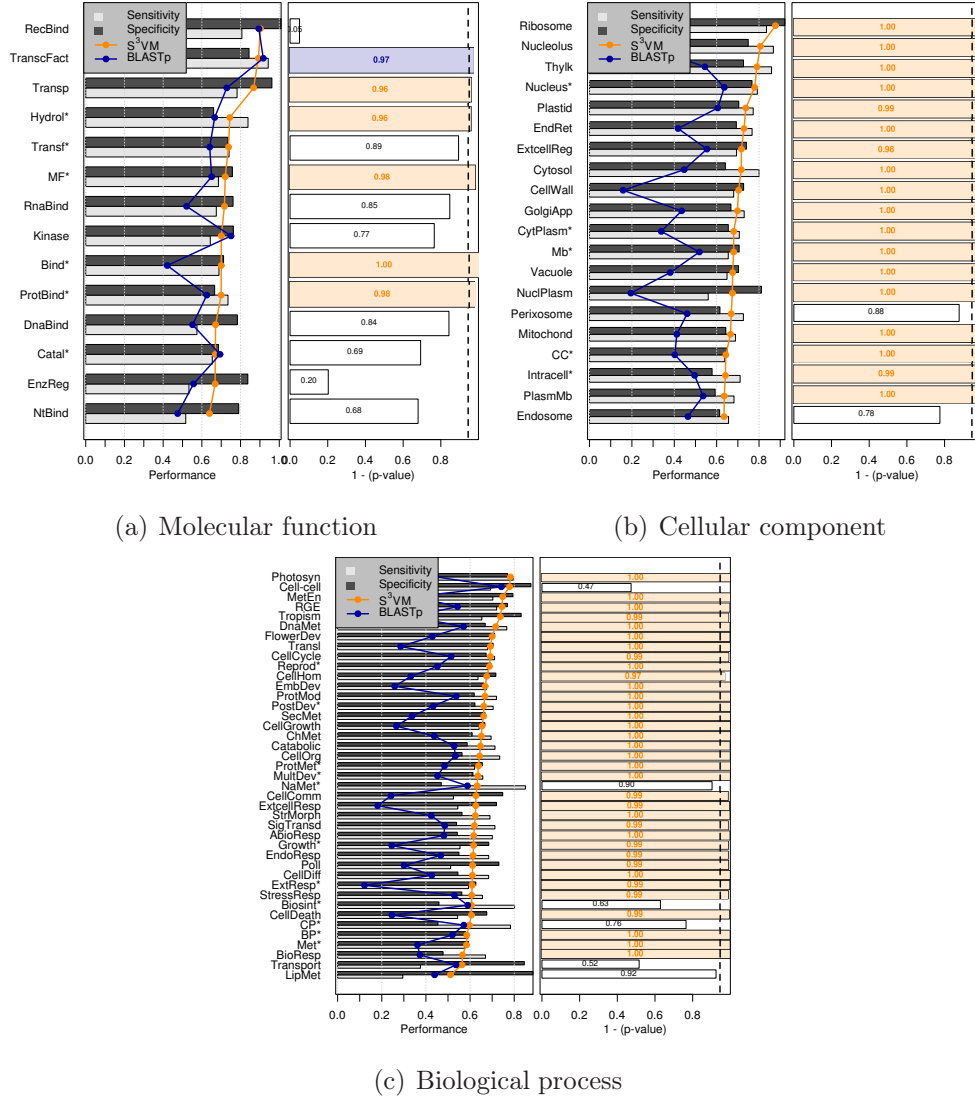 Sensitivity
Specificity
S³VM
BLASTp
RecBind
TranscFact
Transp
Hydrol*
Transf*
MF*
RnaBind
Kinase
Bind*
ProtBind*
DnaBind
Catal*
EnzReg
NtBind
0.05
0.97
0.96
0.96
0.89
0.98
0.85
0.77
1.00
0.98
0.84
0.69
0.20
0.68
0.0 0.2 0.4 0.6 0.8 1.0
Performance
0.0 0.2 0.4 0.6 0.8
1 - (p-value)
(a) Molecular function
Sensitivity
Specificity
S³VM
BLASTp
Ribosome
Nucleolus
Thylk
Nucleus*
Plastid
EndRet
ExtcellReg
Cytosol
CellWall
GolgiApp
CytPlasm*
Mb*
Vacuole
NuclPlasm
Perixosome
Mitochond
CC*
Intracell*
PlasmMb
Endosome
1.00
1.00
1.00
1.00
0.99
1.00
0.98
1.00
1.00
1.00
1.00
1.00
1.00
1.00
0.88
1.00
1.00
0.99
1.00
0.78
0.0 0.2 0.4 0.6 0.8
Performance
0.0 0.2 0.4 0.6 0.8
1 - (p-value)
(b) Cellular component
Sensitivity
Specificity
S³VM
BLASTp
Photosyn
Cell-cell
MetEn
RGE
Tropism
DnaMet
FlowerDev
Transl
CellCycle
Reprod*
CellHom
EmbDev
ProtMod
PostDev*
SecMet
CellGrowth
ChMet
Catabolic
CellOrg
ProtMet*
MultDev*
NaMet*
CellComm
ExtcellResp
StrMorph
SigTransd
AbioResp
Growth*
EndoResp
Poll
CellDiff
ExtResp*
StressResp
Biosint*
CellDeath
CP*
BP*
Met*
BioResp
Transport
LipMet
1.00
0.47
1.00
1.00
0.99
1.00
1.00
1.00
0.99
1.00
0.97
1.00
1.00
1.00
1.00
1.00
1.00
1.00
1.00
1.00
1.00
0.90
0.99
0.99
1.00
0.99
1.00
0.99
0.99
0.99
1.00
0.99
0.99
0.63
0.99
0.76
1.00
1.00
1.00
0.52
0.92
0.0 0.2 0.4 0.6 0.8
Performance
0.0 0.2 0.4 0.6 0.8
1 - (p-value)
(c) Biological process